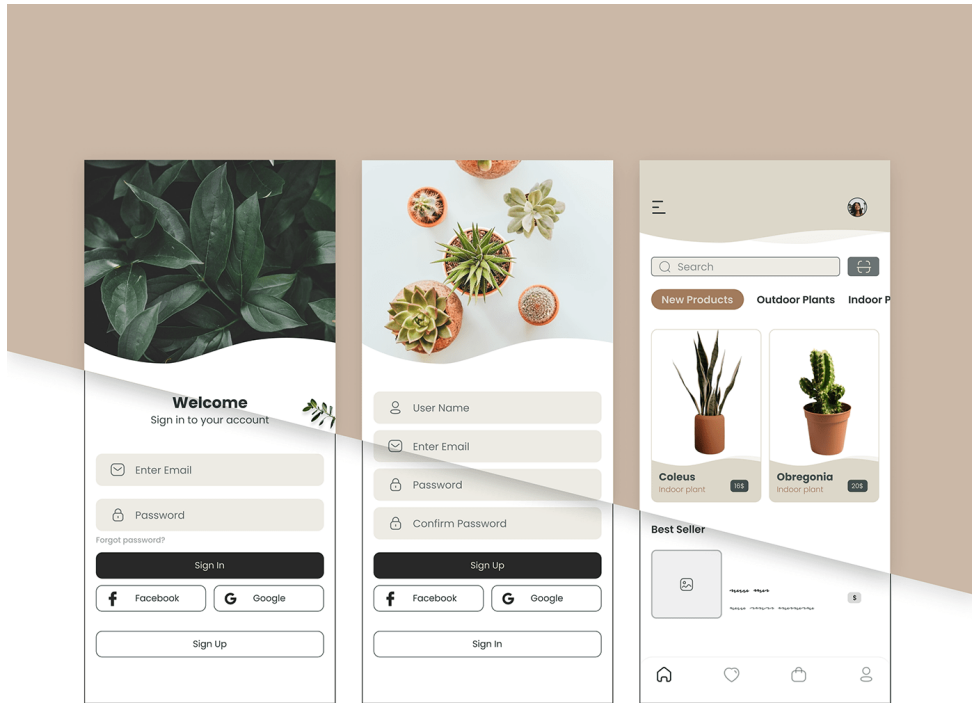 Welcome
Sign in to your account
Enter Email
Password
Forgot password?
Sign In
Facebook
Google
Sign Up
User Name
Enter Email
Password
Confirm Password
Sign Up
Facebook
Google
Sign In
Search
New Products
Outdoor Plants
Indoor P
Coleus
Indoor plant
16$
Obregonia
Indoor plant
20$
Best Seller
$